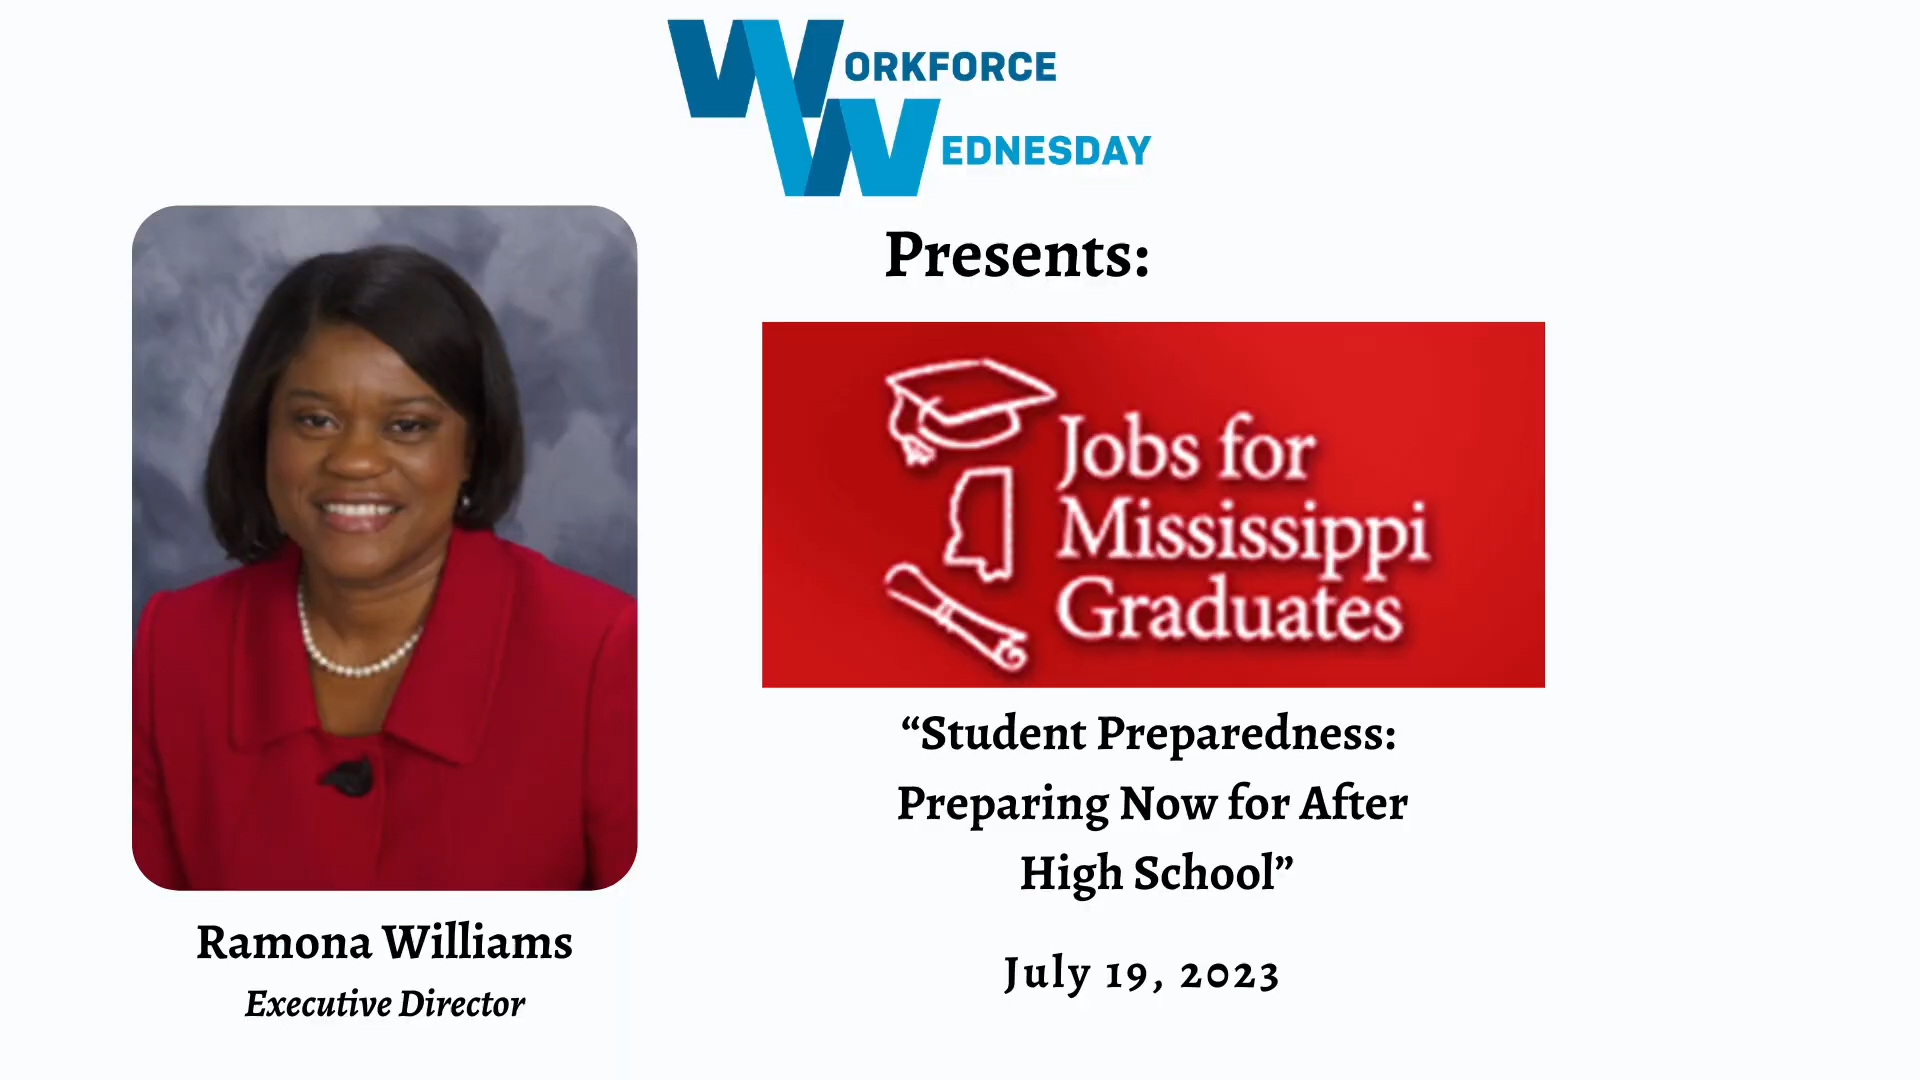 WORKFORCE
WEDNESDAY
Presents:
Jobs for
Mississippi
Graduates
“Student Preparedness:
Preparing Now for After
High School”
July 19, 2023
Ramona Williams
Executive Director